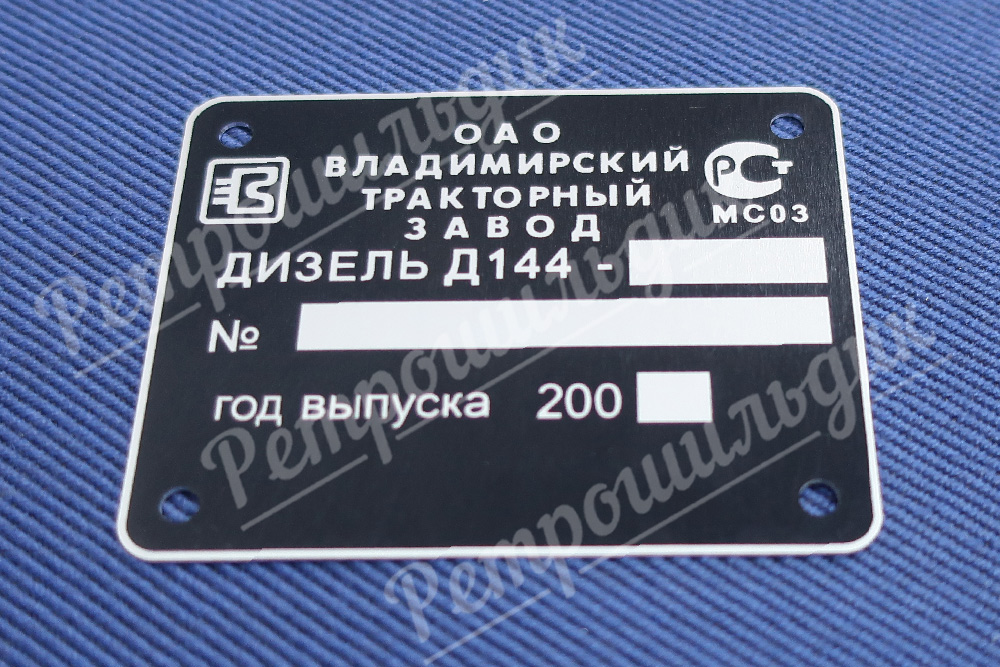 ОАО
ВЛАДИМИРСКИЙ
ТРАКТОРНЫЙ
ЗАВОД
РСТ
МС03
ДИЗЕЛЬ Д144 -
№
год выпуска 200
Ретрошильдик
Ретрошильдик
Ретрошильдик
Ретрошильдик